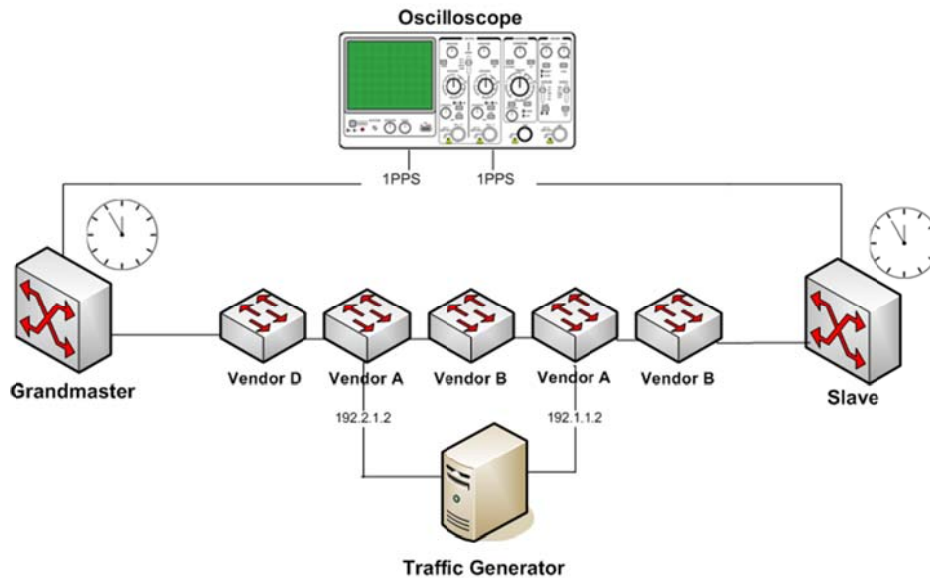 Oscilloscope
1PPS 1PPS
Grandmaster
Vendor D Vendor A Vendor B Vendor A Vendor B
Slave
192.2.1.2 192.1.1.2
Traffic Generator